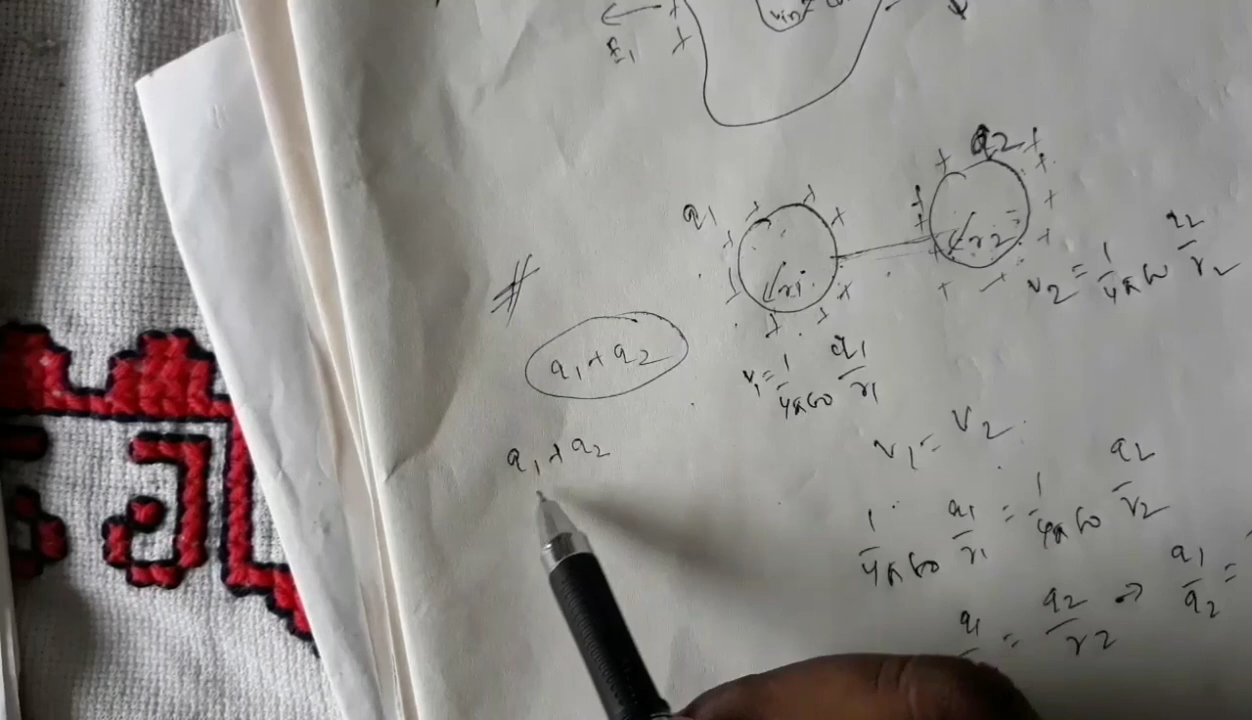 E1
q2
q1
r1
r2
V2 = 1/4πε0 q2/r2
#
q1+q2
V1 = 1/4πε0 q1/r1
q1+q2
V1 = V2
1/4πε0 q1/r1 = 1/4πε0 q2/r2
q1 = q2/r2 ⇒ q1/q2 =